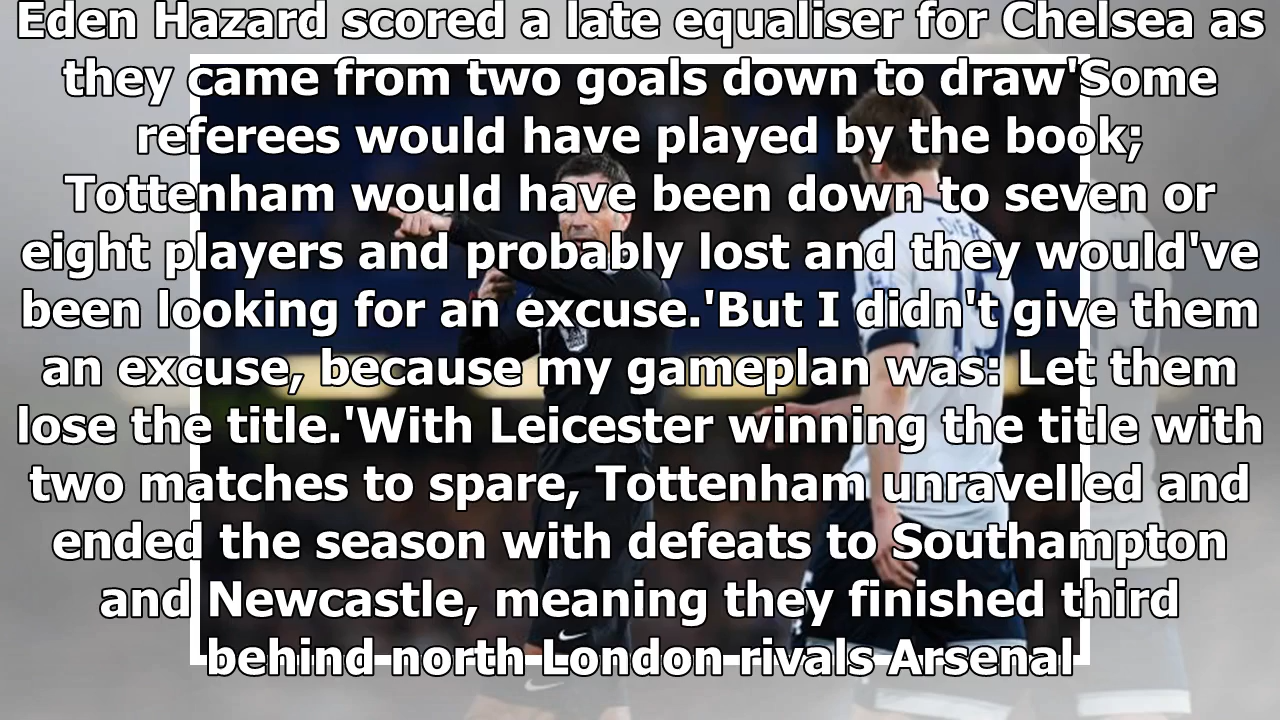 Eden Hazard scored a late equaliser for Chelsea as
they came from two goals down to draw'Some
referees would have played by the book;
Tottenham would have been down to seven or
eight players and probably lost and they would've
been looking for an excuse.'But I didn't give them
an excuse, because my gameplan was: Let them
lose the title.'With Leicester winning the title with
two matches to spare, Tottenham unravelled and
ended the season with defeats to Southampton
and Newcastle, meaning they finished third
behind north London rivals Arsenal
DIER
15